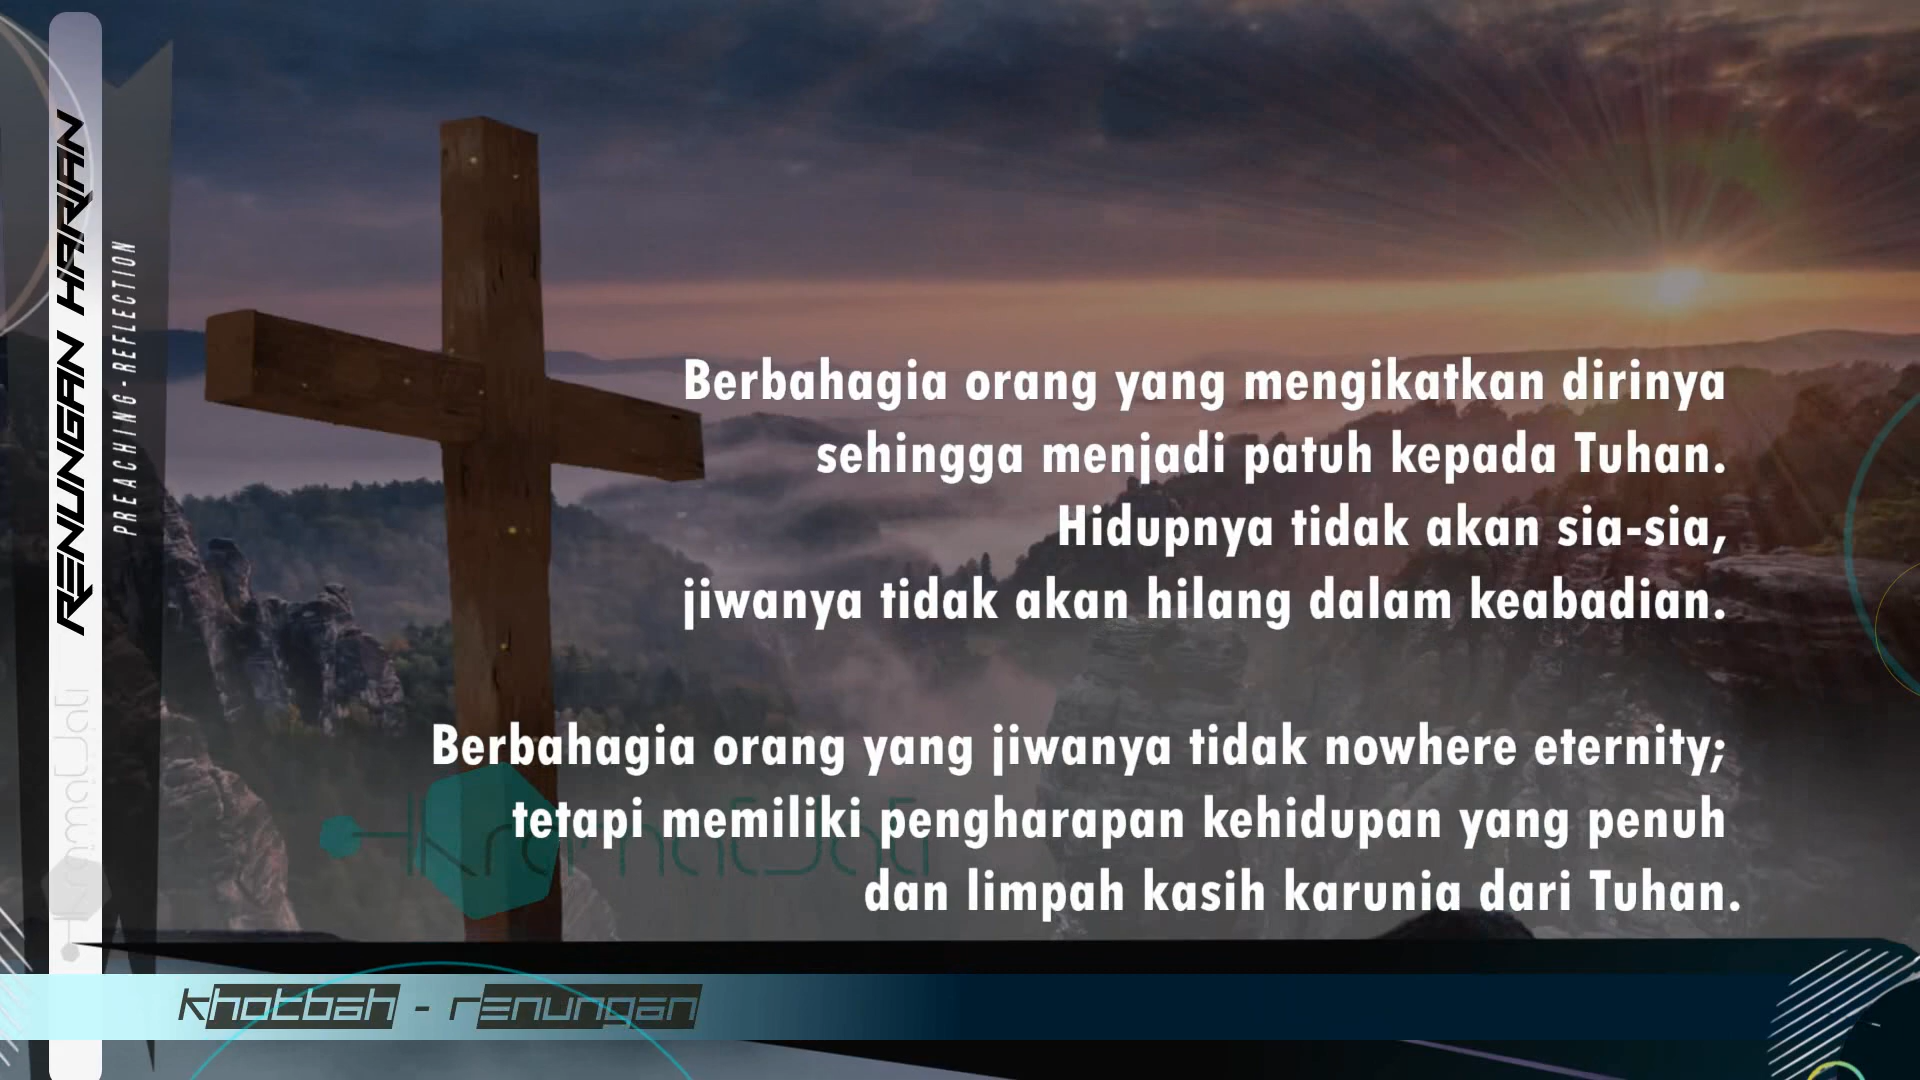 RENUNGAN HARIAN
PREACHING-REFLECTION
Berbahagia orang yang mengikatkan dirinya
sehingga menjadi patuh kepada Tuhan.
Hidupnya tidak akan sia-sia,
jiwanya tidak akan hilang dalam keabadian.
Berbahagia orang yang jiwanya tidak nowhere eternity;
tetapi memiliki pengharapan kehidupan yang penuh
dan limpah kasih karunia dari Tuhan.
KramatJati
KramatJati
Khotbah - renungan